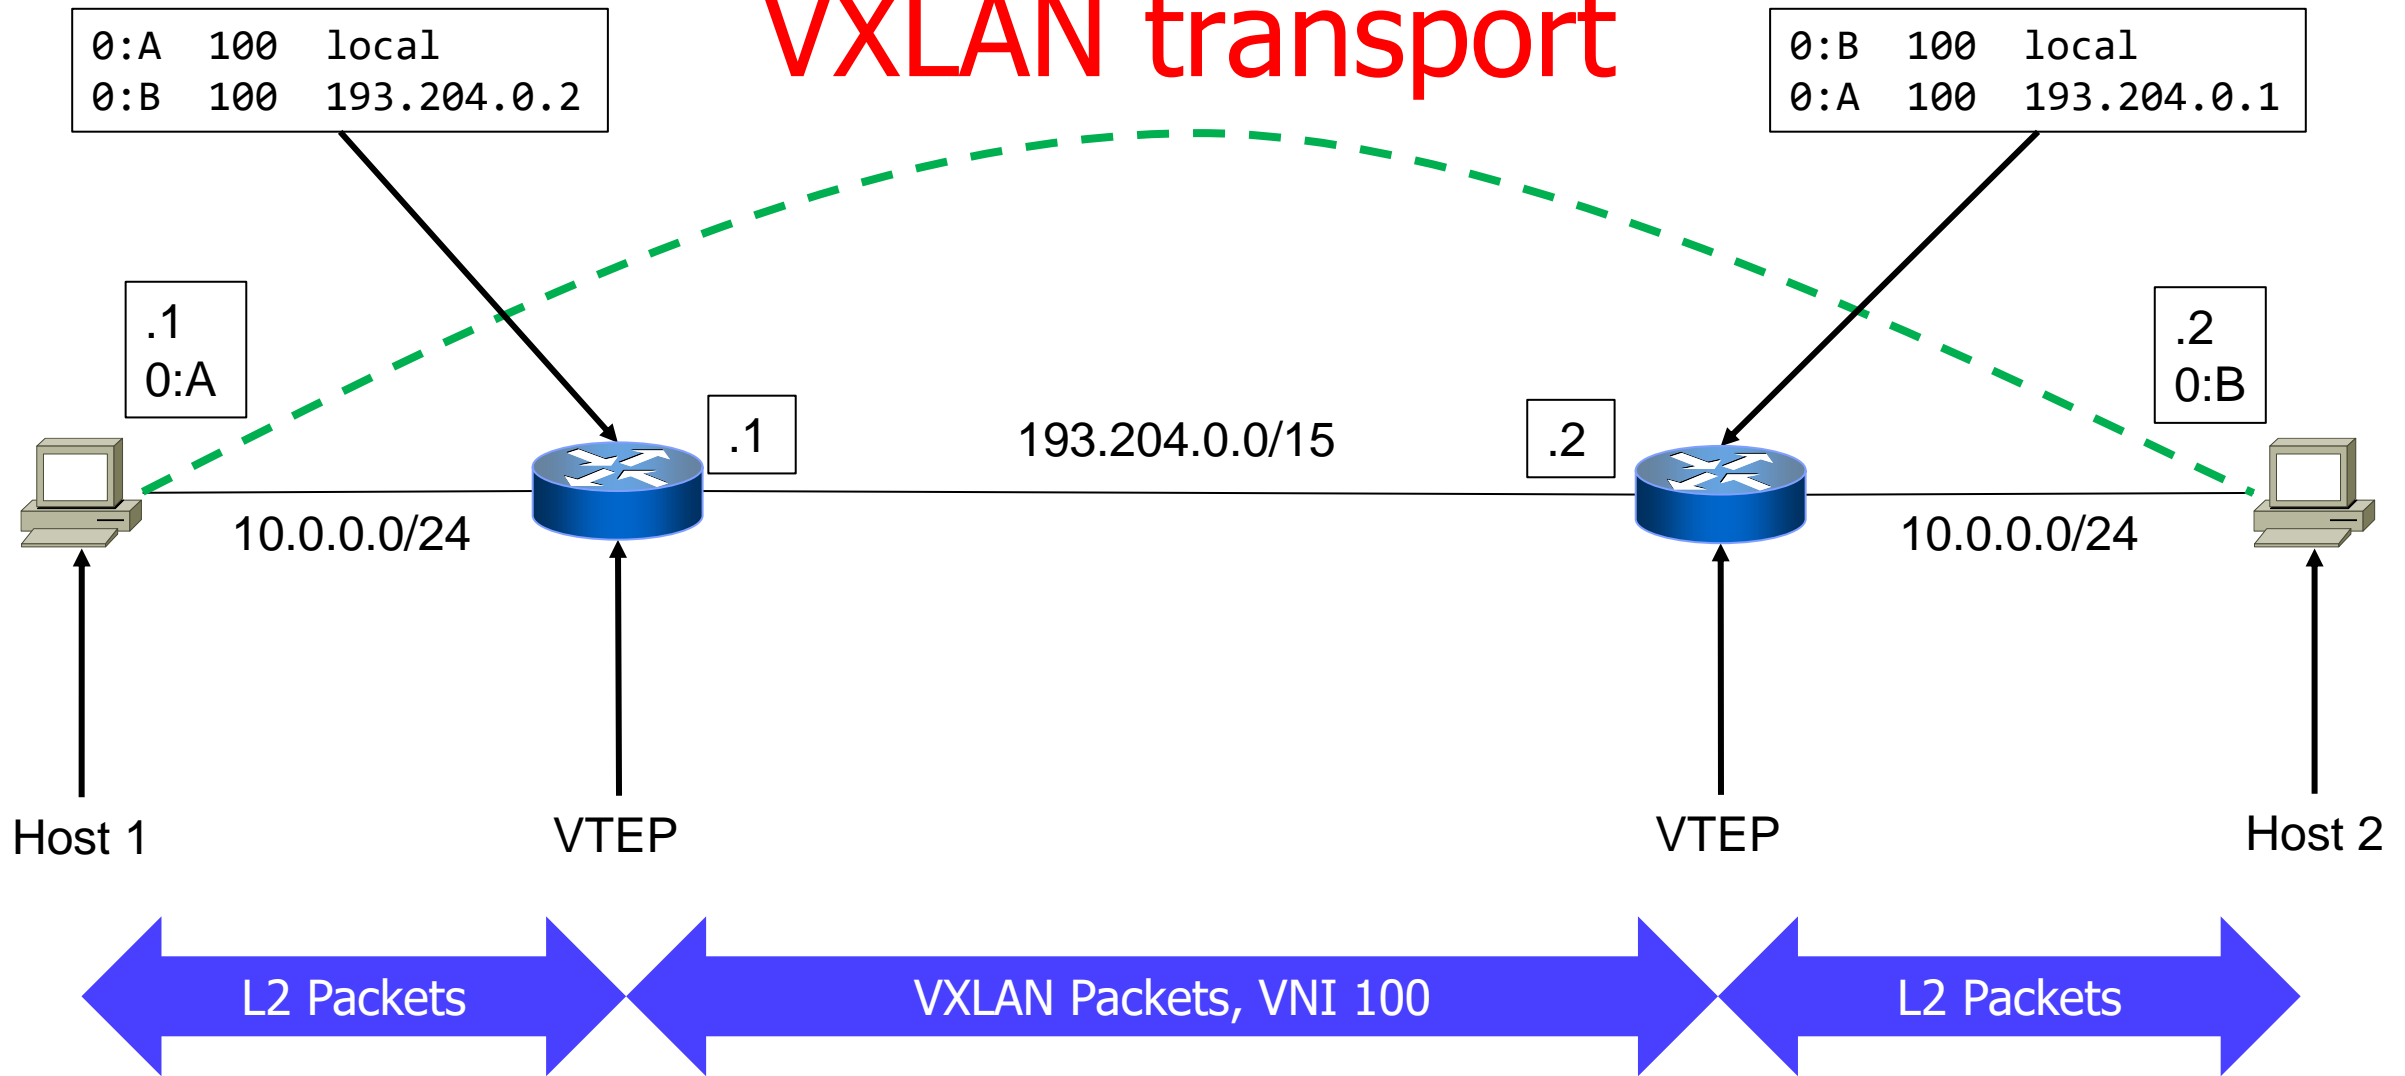 VXLAN transport
0:A 100 local
0:B 100 193.204.0.2
0:B 100 local
0:A 100 193.204.0.1
.1
0:A
.2
0:B
.1
193.204.0.0/15
.2
10.0.0.0/24
10.0.0.0/24
Host 1
VTEP
VTEP
Host 2
L2 Packets
VXLAN Packets, VNI 100
L2 Packets